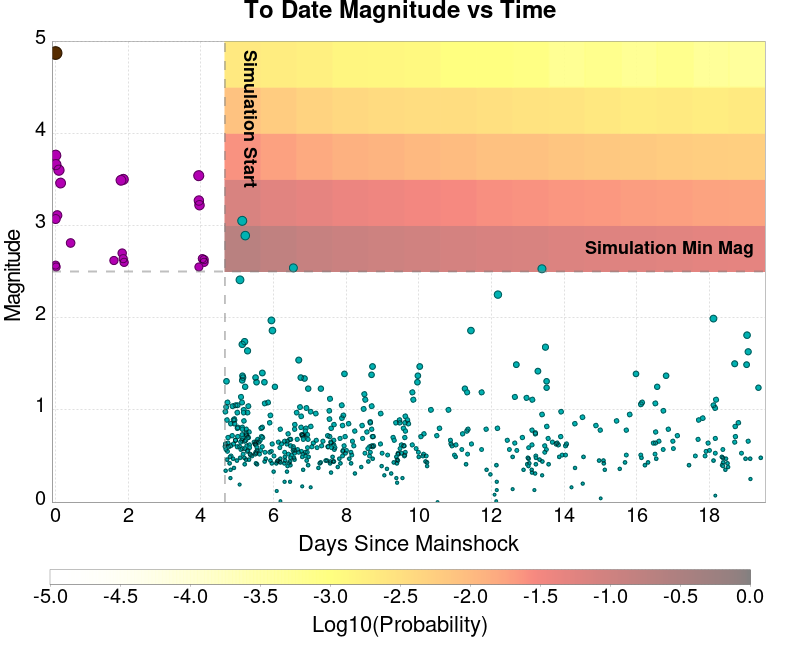 To Date Magnitude vs Time
5
4
3
2
1
0
Magnitude
Simulation Start
Simulation Min Mag
0 2 4 6 8 10 12 14 16 18
Days Since Mainshock
-5.0 -4.5 -4.0 -3.5 -3.0 -2.5 -2.0 -1.5 -1.0 -0.5 0.0
Log10(Probability)